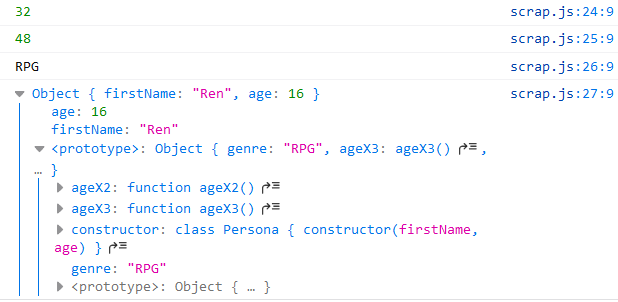 32 scrap.js:24:9
48 scrap.js:25:9
RPG scrap.js:26:9
Object { firstName: "Ren", age: 16 } scrap.js:27:9
age: 16
firstName: "Ren"
<prototype>: Object { genre: "RPG", ageX3: ageX3() ,
… }
ageX2: function ageX2()
ageX3: function ageX3()
constructor: class Persona { constructor(firstName,
age) }
genre: "RPG"
<prototype>: Object { … }